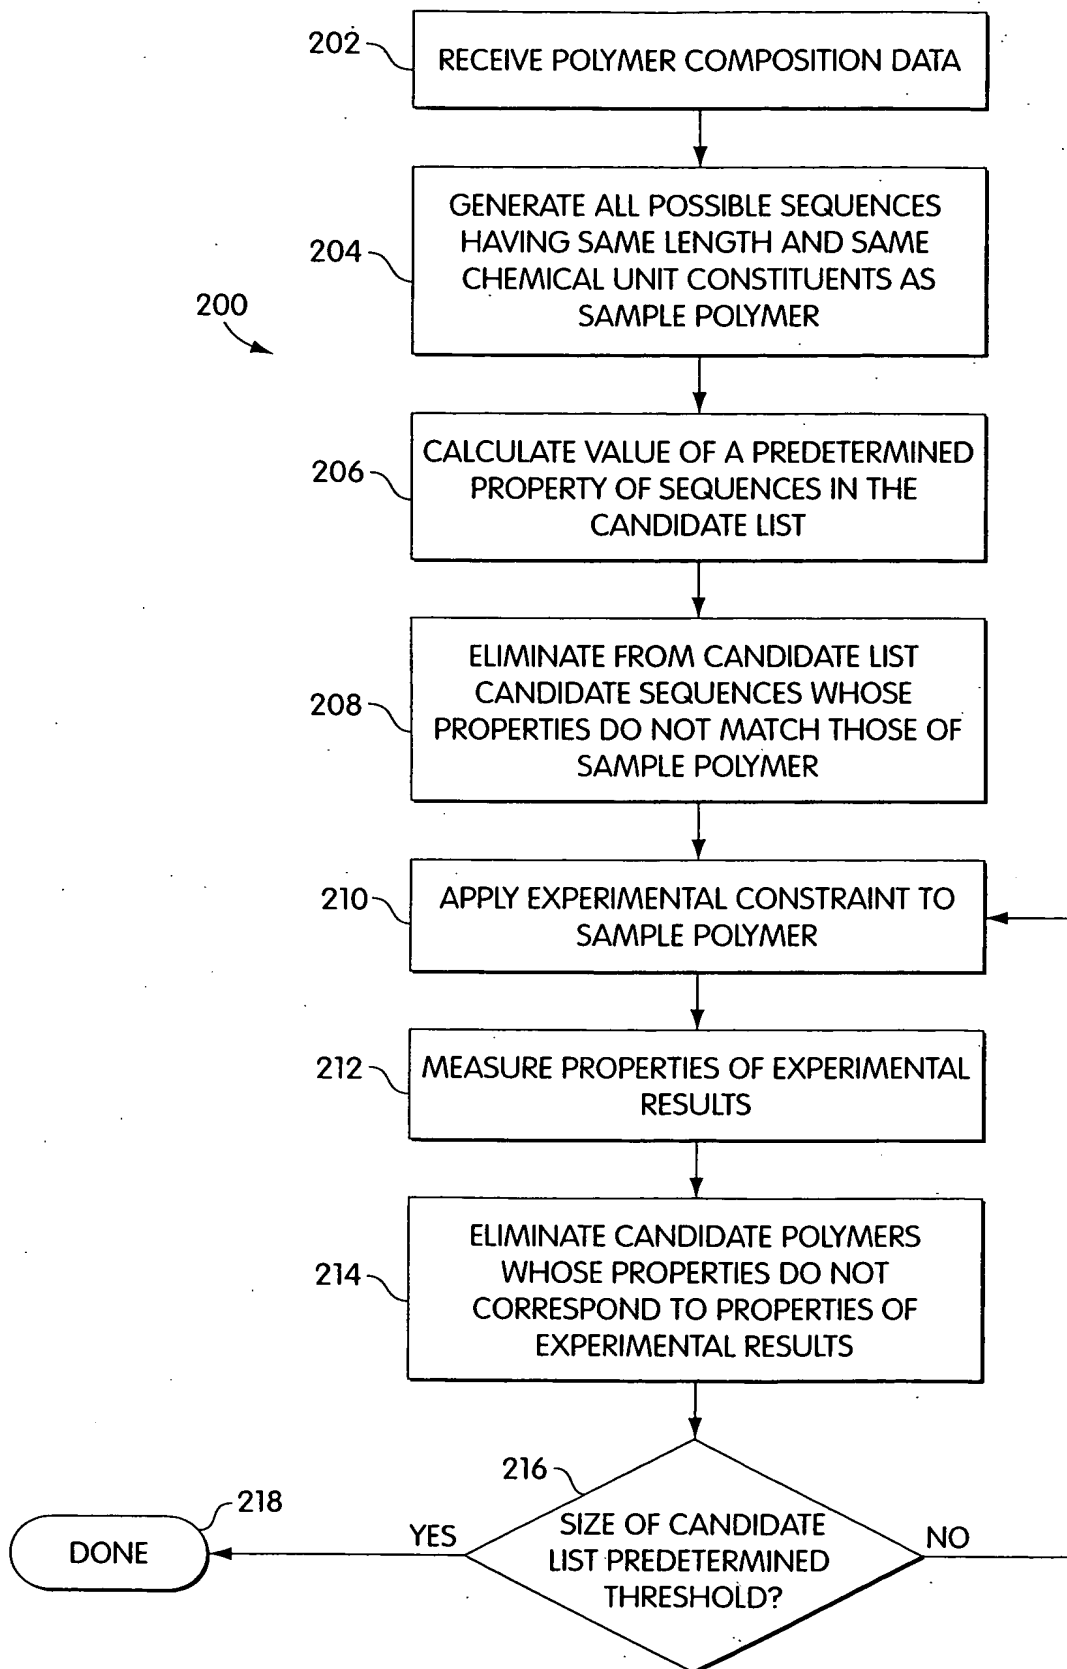 202
RECEIVE POLYMER COMPOSITION DATA
204
GENERATE ALL POSSIBLE SEQUENCES
HAVING SAME LENGTH AND SAME
CHEMICAL UNIT CONSTITUENTS AS
SAMPLE POLYMER
200
206
CALCULATE VALUE OF A PREDETERMINED
PROPERTY OF SEQUENCES IN THE
CANDIDATE LIST
208
ELIMINATE FROM CANDIDATE LIST
CANDIDATE SEQUENCES WHOSE
PROPERTIES DO NOT MATCH THOSE OF
SAMPLE POLYMER
210
APPLY EXPERIMENTAL CONSTRAINT TO
SAMPLE POLYMER
212
MEASURE PROPERTIES OF EXPERIMENTAL
RESULTS
214
ELIMINATE CANDIDATE POLYMERS
WHOSE PROPERTIES DO NOT
CORRESPOND TO PROPERTIES OF
EXPERIMENTAL RESULTS
216
SIZE OF CANDIDATE
LIST PREDETERMINED
THRESHOLD?
YES
NO
218
DONE